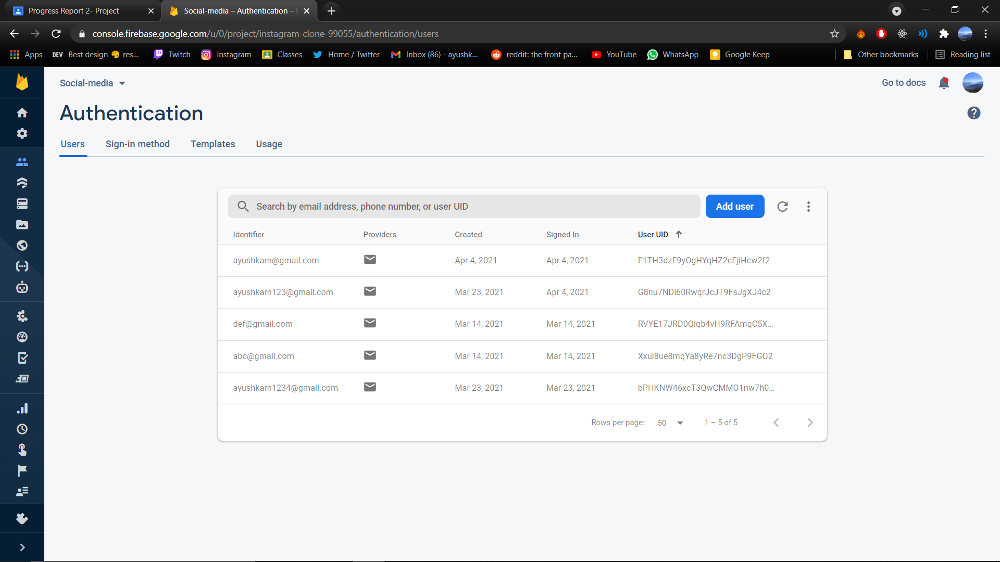 Progress Report 2- Project
Social-media – Authentication –
console.firebase.google.com/u/0/project/instagram-clone-99055/authentication/users
Apps
DEV Best design 🎨 res...
Twitch
Instagram
Classes
Home / Twitter
Inbox (86) - ayushk...
reddit: the front pa...
YouTube
WhatsApp
Google Keep
Other bookmarks
Reading list
Social-media
Go to docs
Authentication
Users Sign-in method Templates Usage
Search by email address, phone number, or user UID
Add user
Identifier Providers Created Signed In User UID
ayushkarn@gmail.com Apr 4, 2021 Apr 4, 2021 F1TH3dzF9yOgHYqHZ2cFjiHcw2f2
ayushkarn123@gmail.com Mar 23, 2021 Apr 4, 2021 G8nu7NDi60RwqrJcJT9FsJgXJ4c2
def@gmail.com Mar 14, 2021 Mar 14, 2021 RVYE17JRD0Qlqb4vH9RFAmqC5X...
abc@gmail.com Mar 14, 2021 Mar 14, 2021 Xxul8ue8mqYa8yRe7nc3DgP9FGO2
ayushkarn1234@gmail.com Mar 23, 2021 Mar 23, 2021 bPHKNW46xcT3QwCMMO1nw7h0...
Rows per page: 50 1 – 5 of 5